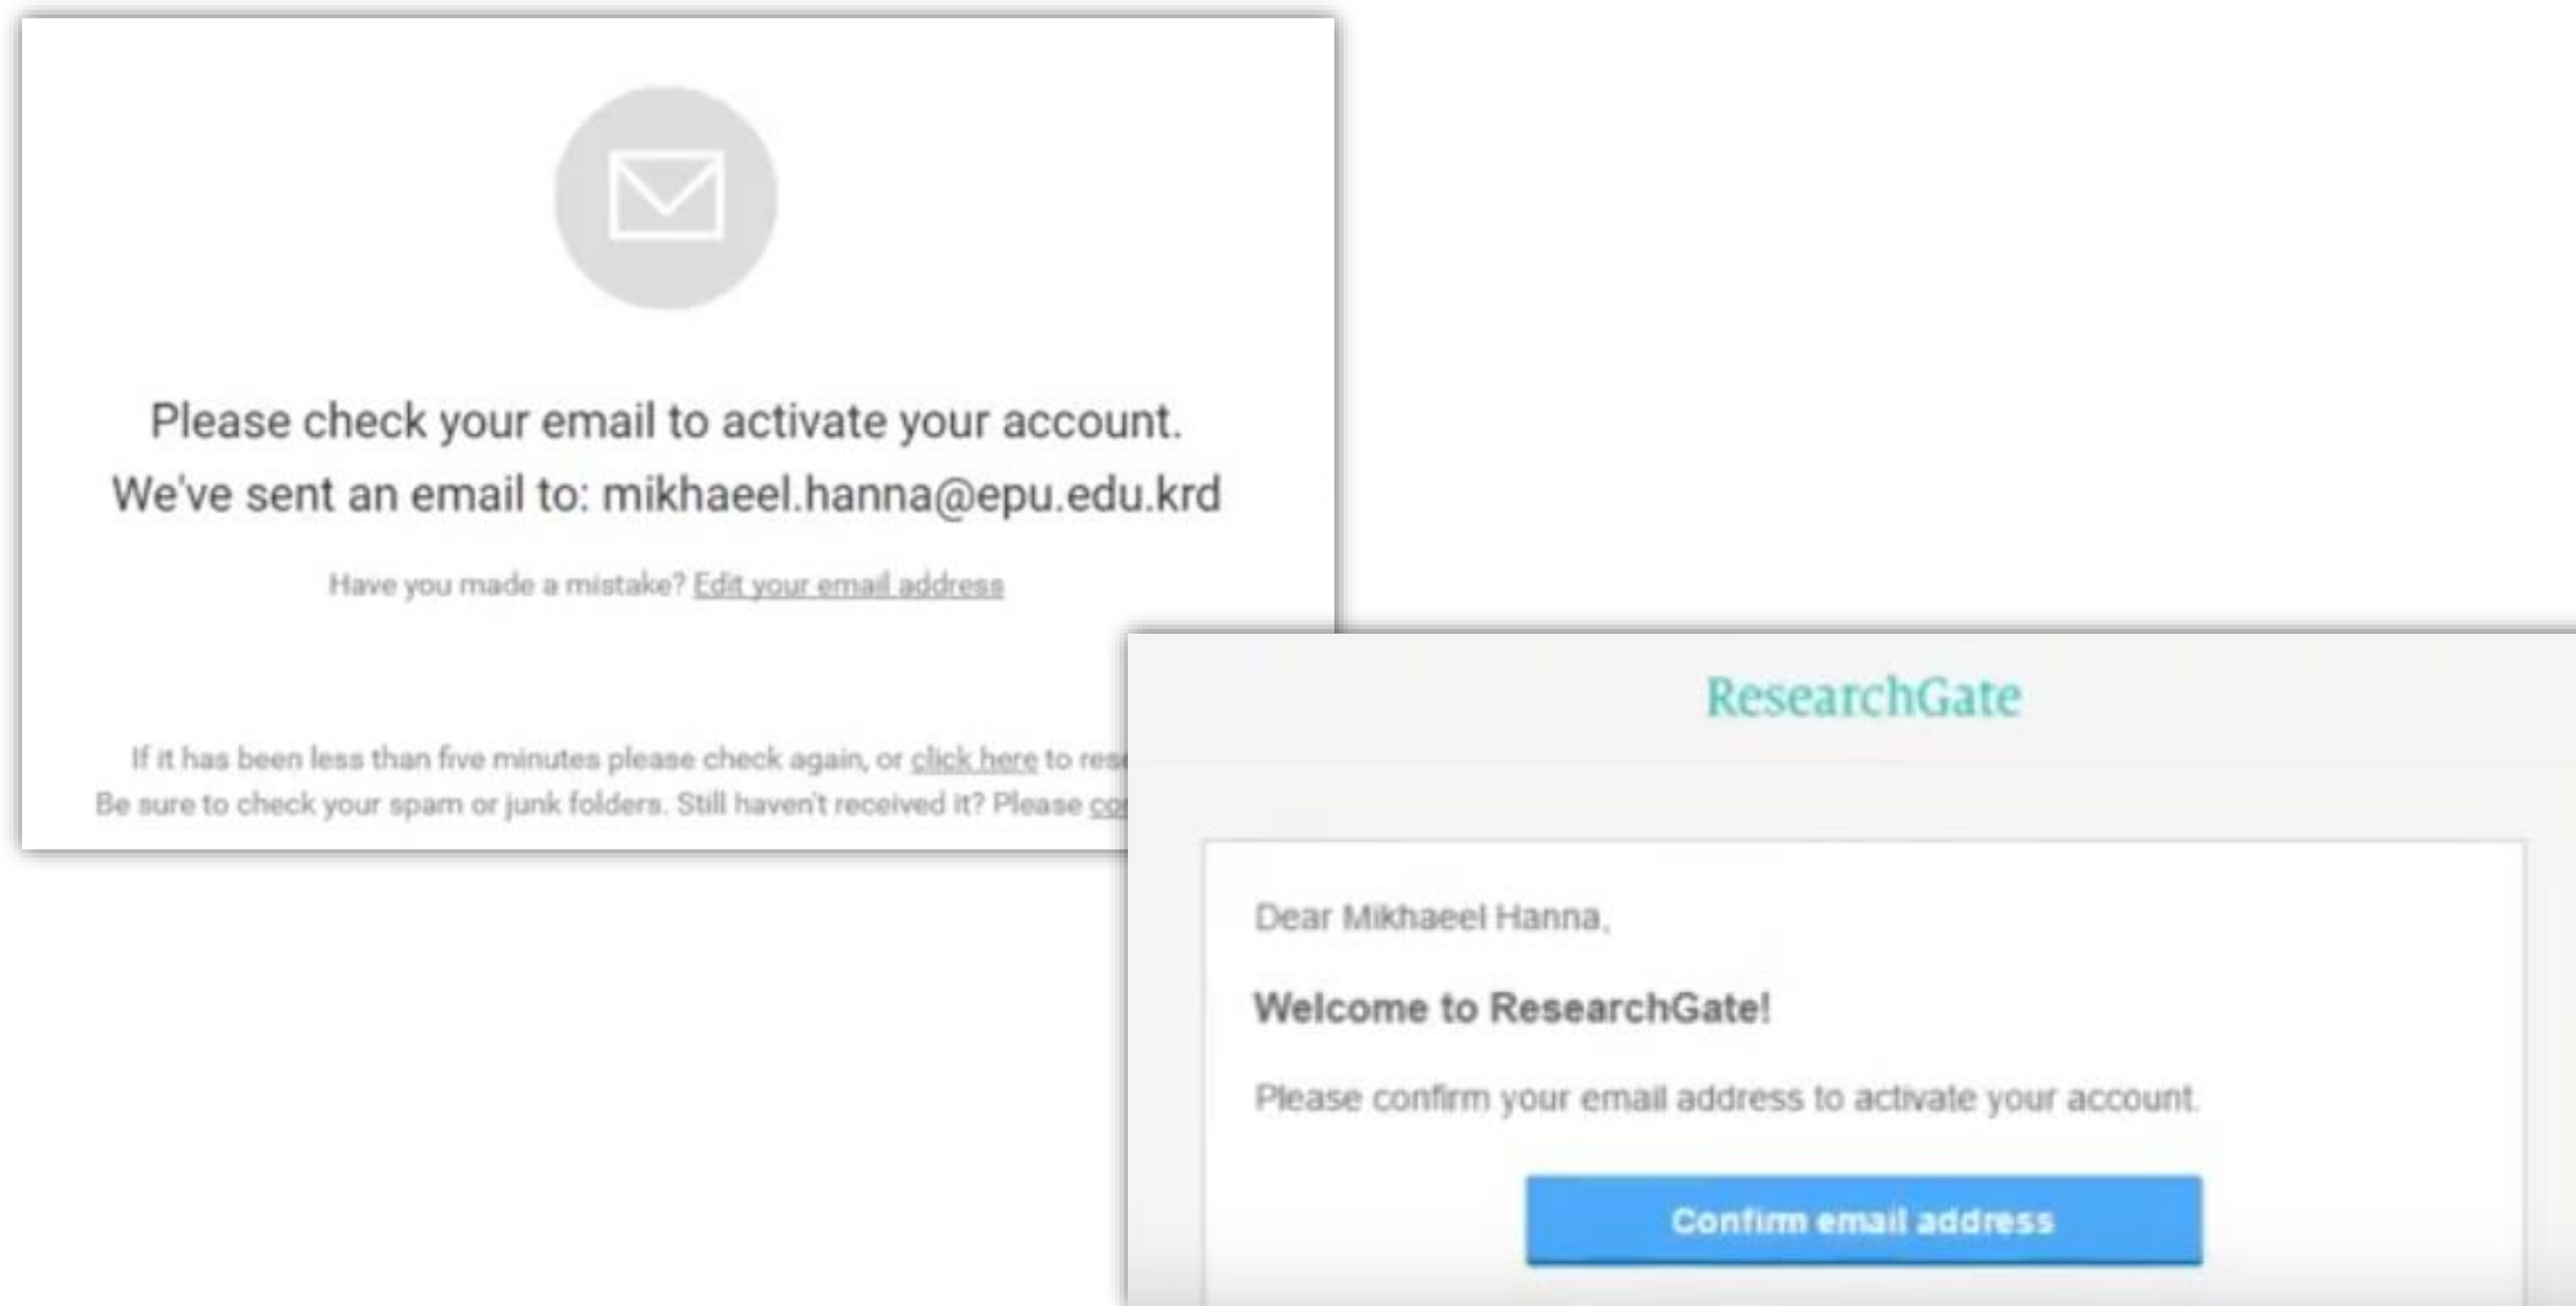 Please check your email to activate your account.
We've sent an email to: mikhaeel.hanna@epu.edu.krd
Have you made a mistake? Edit your email address
If it has been less than five minutes please check again, or click here to
Be sure to check your spam or junk folders. Still haven't received it? Please
ResearchGate
Dear Mikhaeel Hanna,
Welcome to ResearchGate!
Please confirm your email address to activate your account.
Confirm email address